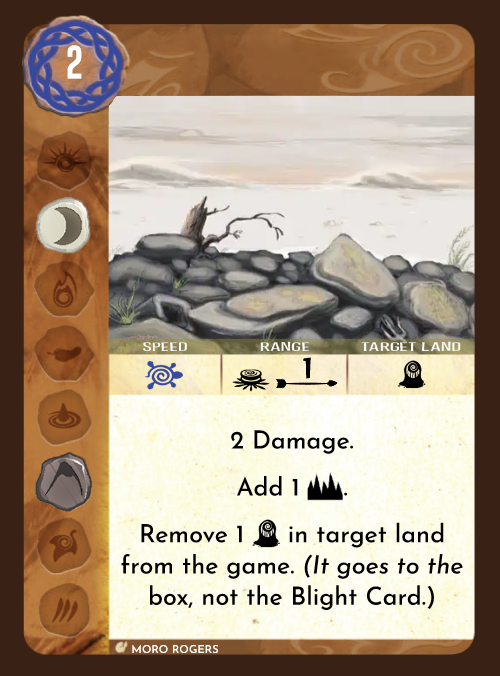 2
SPEED RANGE TARGET LAND
1
2 Damage.
Add 1 .
Remove 1 in target land
from the game. (It goes to the
box, not the Blight Card.)
MORO ROGERS